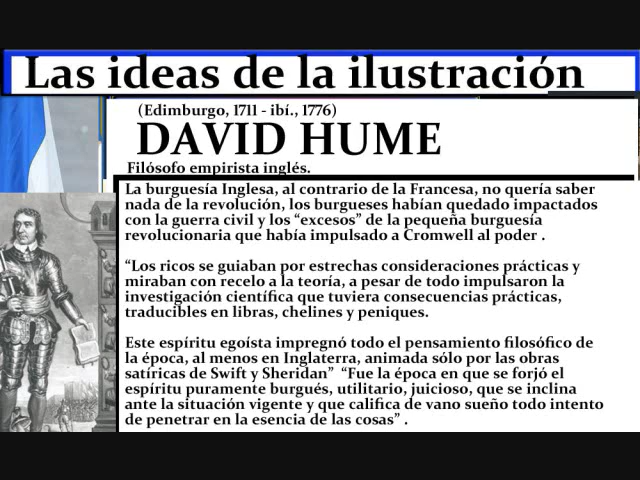 Las ideas de la ilustración
(Edimburgo, 1711 - ibí., 1776)
DAVID HUME
Filósofo empirista inglés.
La burguesía Inglesa, al contrario de la Francesa, no quería saber
nada de la revolución, los burgueses habían quedado impactados
con la guerra civil y los “excesos” de la pequeña burguesía
revolucionaria que había impulsado a Cromwell al poder .
“Los ricos se guiaban por estrechas consideraciones prácticas y
miraban con recelo a la teoría, a pesar de todo impulsaron la
investigación científica que tuviera consecuencias prácticas,
traducibles en libras, chelines y peniques.
Este espíritu egoísta impregnó todo el pensamiento filosófico de
la época, al menos en Inglaterra, animada sólo por las obras
satíricas de Swift y Sheridan” “Fue la época en que se forjó el
espíritu puramente burgués, utilitario, juicioso, que se inclina
ante la situación vigente y que califica de vano sueño todo intento
de penetrar en la esencia de las cosas” .